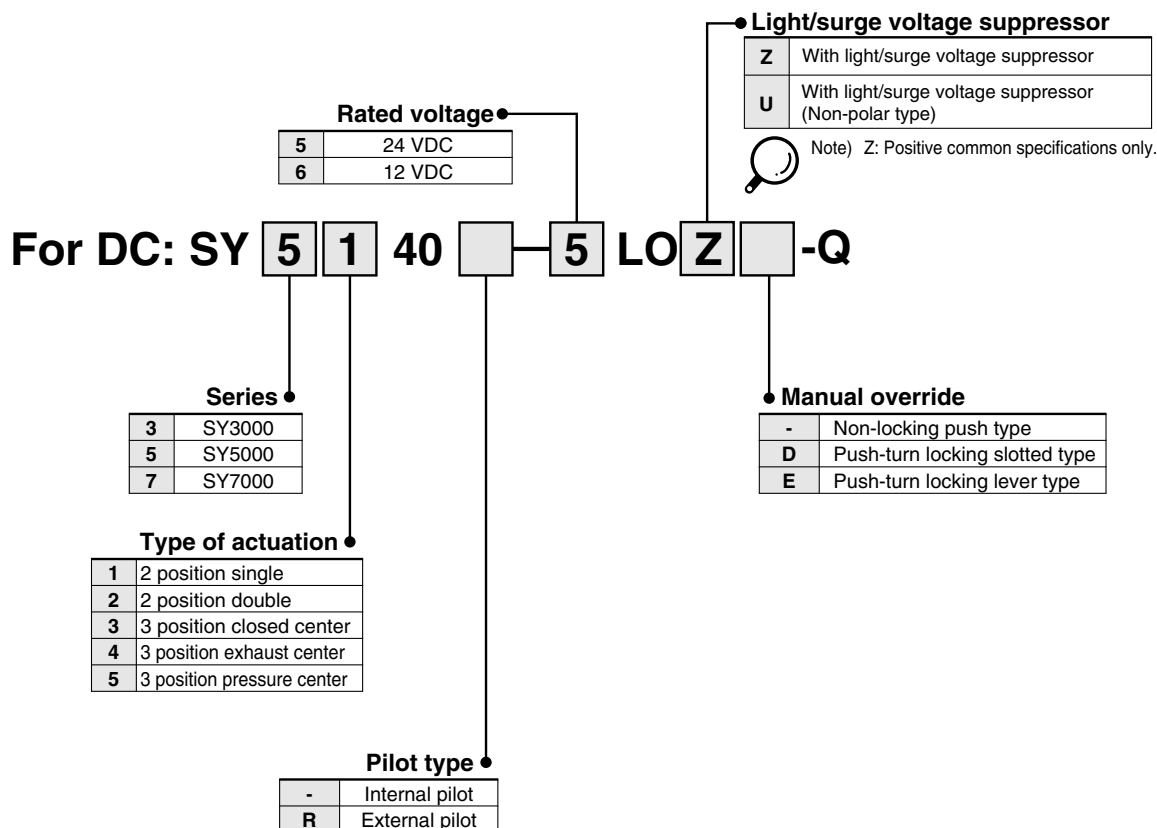 Light/surge voltage suppressor
Z With light/surge voltage suppressor
U With light/surge voltage suppressor
(Non-polar type)
Note) Z: Positive common specifications only.
Rated voltage
5 24 VDC
6 12 VDC
For DC: SY 5 1 40 - 5 LO Z -Q
Series
3 SY3000
5 SY5000
7 SY7000
Manual override
- Non-locking push type
D Push-turn locking slotted type
E Push-turn locking lever type
Type of actuation
1 2 position single
2 2 position double
3 3 position closed center
4 3 position exhaust center
5 3 position pressure center
Pilot type
- Internal pilot
R External pilot